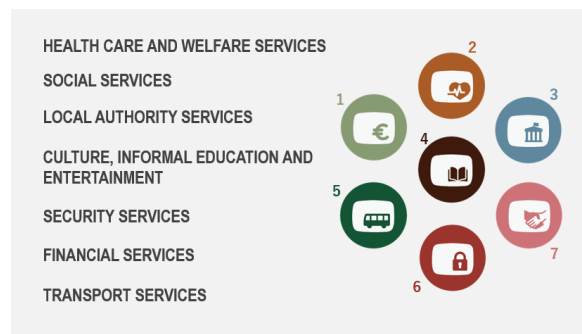 HEALTH CARE AND WELFARE SERVICES
SOCIAL SERVICES
LOCAL AUTHORITY SERVICES
CULTURE, INFORMAL EDUCATION AND
ENTERTAINMENT
SECURITY SERVICES
FINANCIAL SERVICES
TRANSPORT SERVICES
1
2
3
4
5
6
7
€